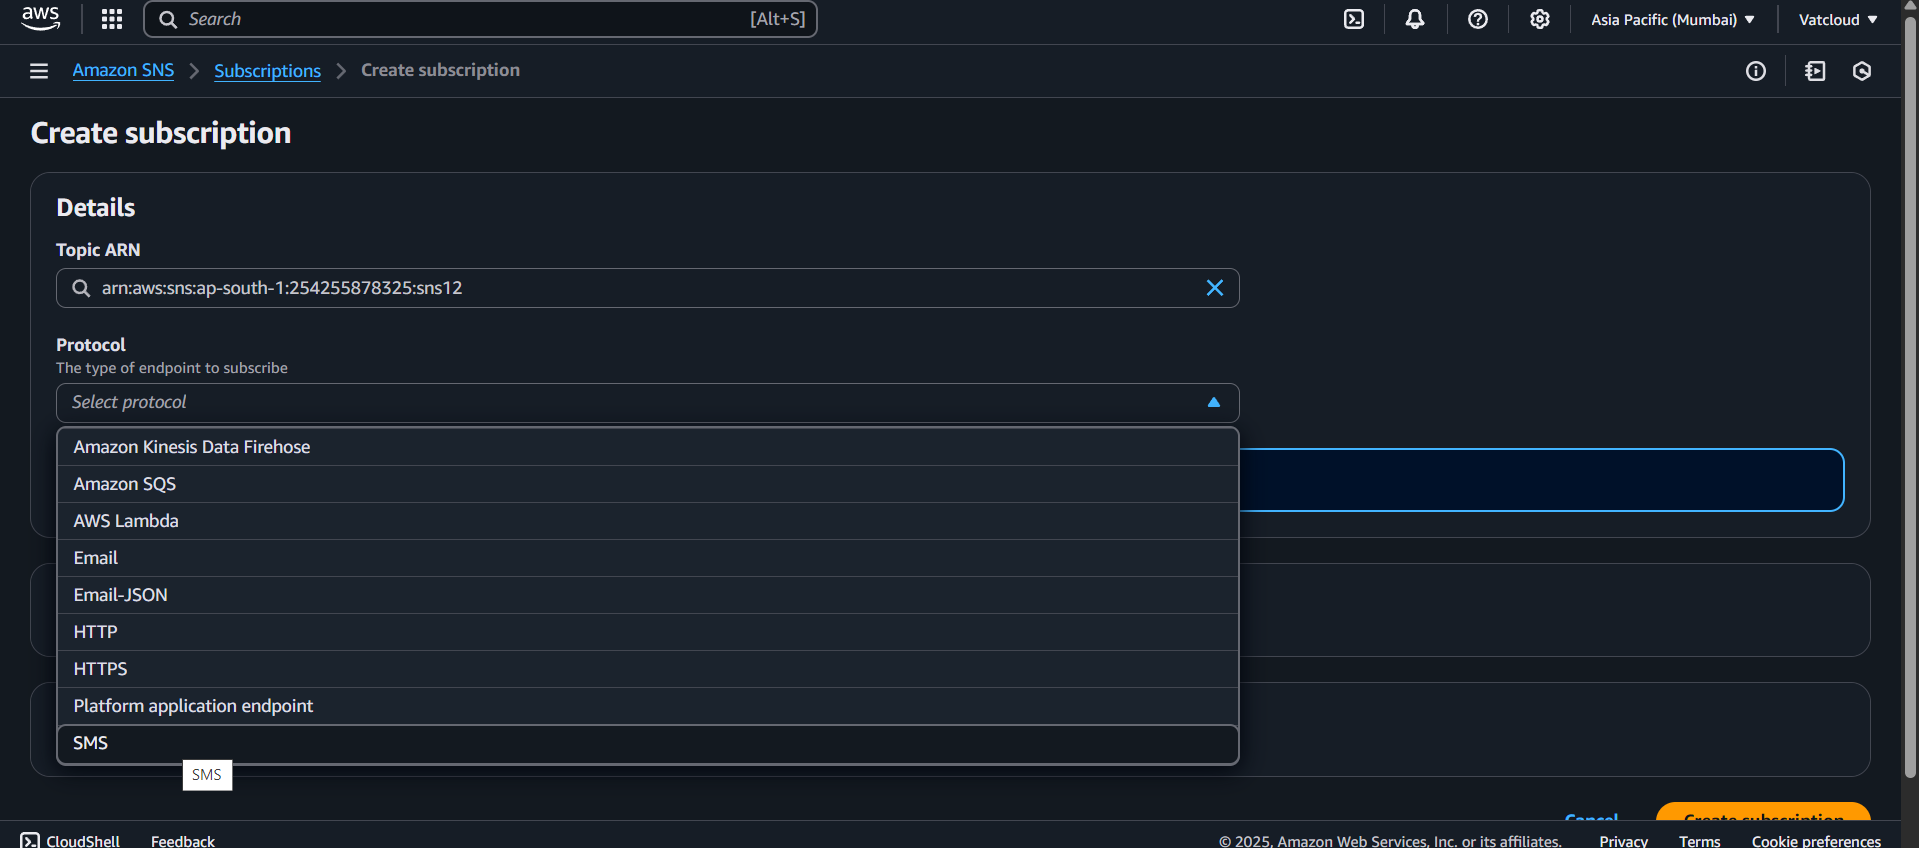 aws
Search [Alt+S]
Asia Pacific (Mumbai) Vatcloud
Amazon SNS Subscriptions Create subscription
Create subscription
Details
Topic ARN
arn:aws:sns:ap-south-1:254255878325:sns12
Protocol
The type of endpoint to subscribe
Select protocol
Amazon Kinesis Data Firehose
Amazon SQS
AWS Lambda
Email
Email-JSON
HTTP
HTTPS
Platform application endpoint
SMS
SMS
Cancel Create subscription
CloudShell Feedback © 2025, Amazon Web Services, Inc. or its affiliates. Privacy Terms Cookie preferences